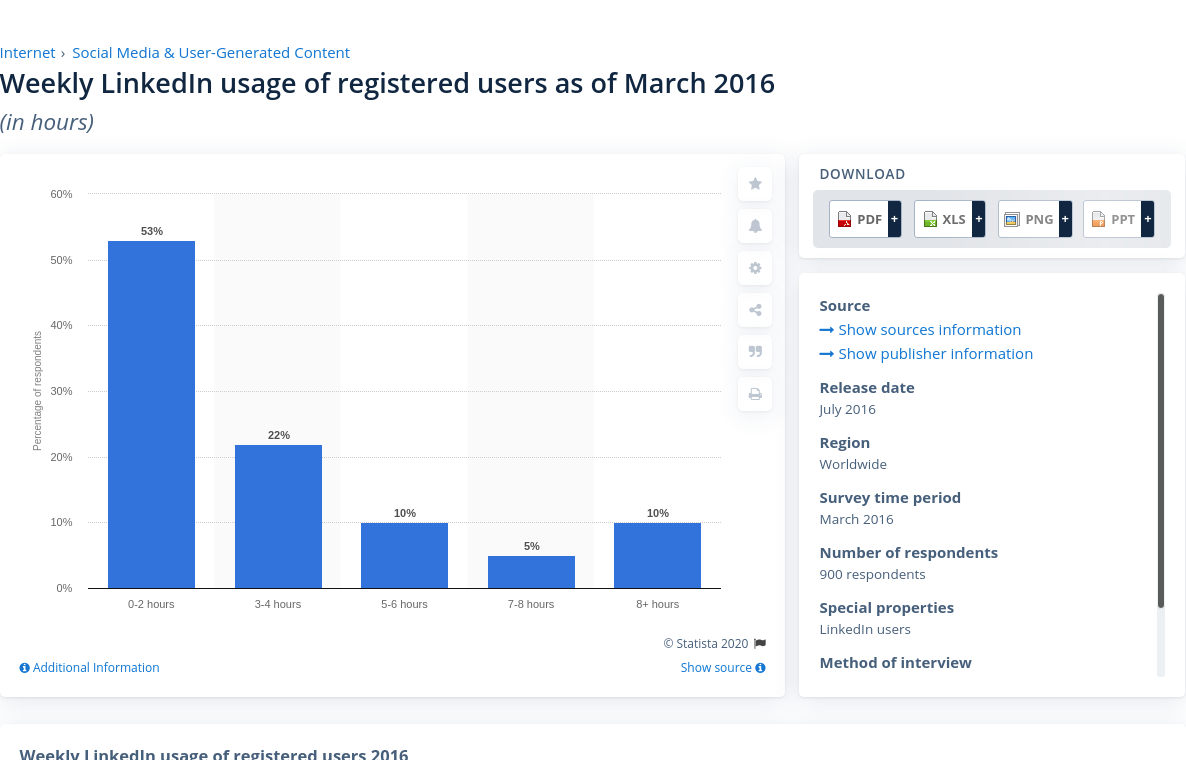 Internet › Social Media & User-Generated Content
Weekly LinkedIn usage of registered users as of March 2016
(in hours)
60%
50%
40%
30%
20%
10%
0%
Percentage of respondents
53%
22%
10%
5%
10%
0-2 hours
3-4 hours
5-6 hours
7-8 hours
8+ hours
© Statista 2020
Additional Information
Show source
DOWNLOAD
PDF +
XLS +
PNG +
PPT +
Source
Show sources information
Show publisher information
Release date
July 2016
Region
Worldwide
Survey time period
March 2016
Number of respondents
900 respondents
Special properties
LinkedIn users
Method of interview
Weekly LinkedIn usage of registered users 2016